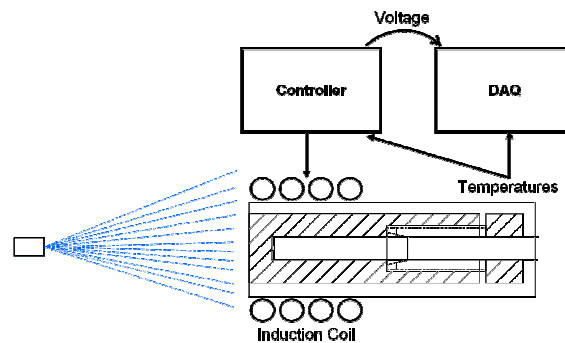 Voltage
Controller
DAQ
Temperatures
Induction Coil